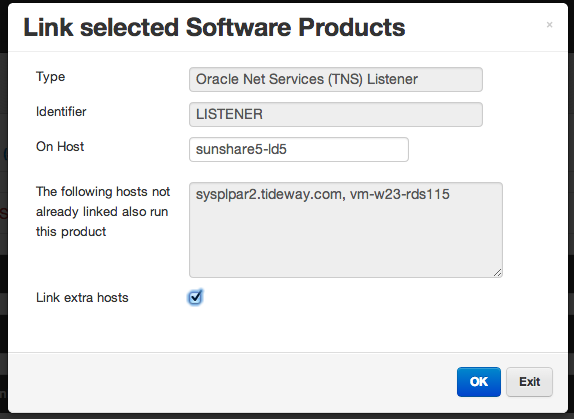 Link selected Software Products
×
Type
Oracle Net Services (TNS) Listener
Identifier
LISTENER
On Host
sunshare5-ld5
The following hosts not
already linked also run
this product
sysplpar2.tideway.com, vm-w23-rds115
Link extra hosts
OK
Exit